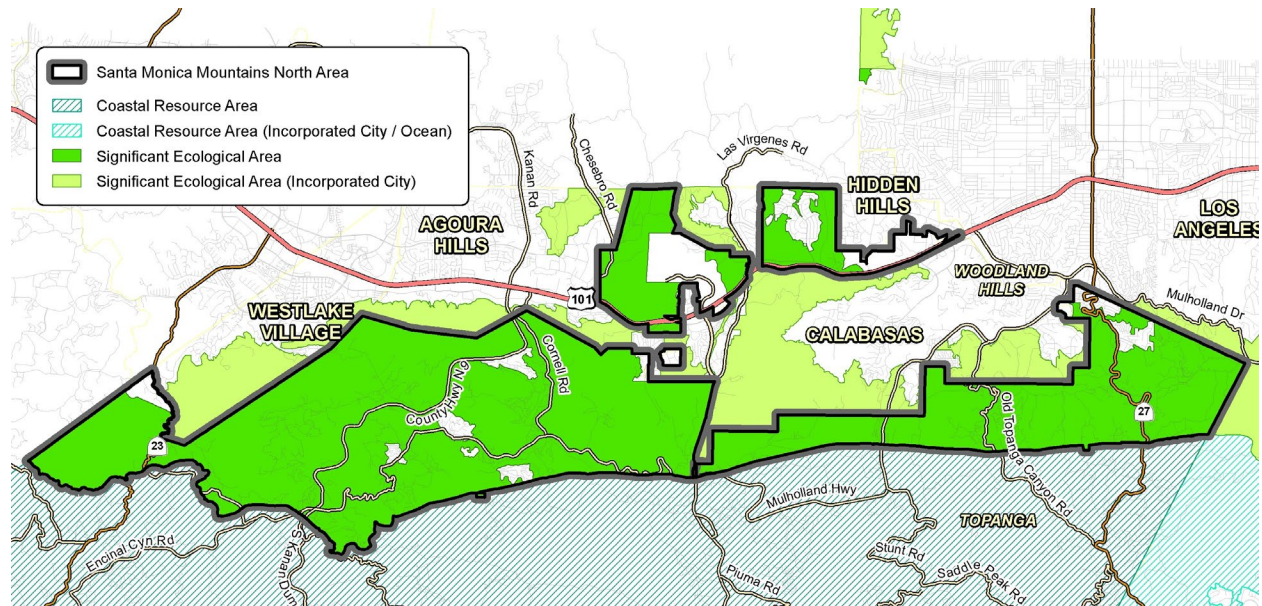 Santa Monica Mountains North Area
Coastal Resource Area
Coastal Resource Area (Incorporated City / Ocean)
Significant Ecological Area
Significant Ecological Area (Incorporated City)
Kanan Rd
Chesebro Rd
Las Virgenes Rd
AGOURA
HILLS
HIDDEN
HILLS
LOS
ANGELES
WOODLAND
HILLS
101
WESTLAKE
VILLAGE
CALABASAS
Mulholland Dr
Cornell Rd
County Hwy N 9
Old Topanga Canyon Rd
27
23
Mulholland Hwy
TOPANGA
Encinal Cyn Rd
S Kanan Dum
Stunt Rd
Piuma Rd
Saddle Peak Rd